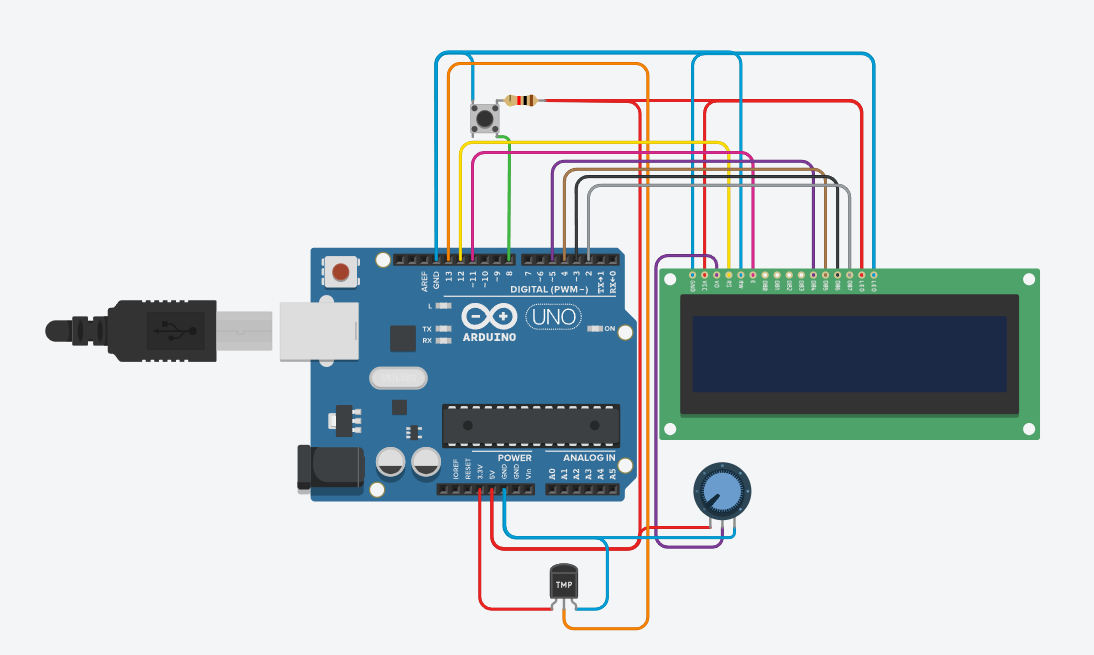 AREF
GND
13
12
~11
~10
~9
8
7
~6
~5
4
~3
2
TX→1
RX←0
DIGITAL (PWM~)
L
TX
RX
UNO
ON
ARDUINO
POWER
ANALOG IN
IOREF
RESET
3.3V
5V
GND
GND
Vin
A0
A1
A2
A3
A4
A5
GND
VCC
V0
RS
RW
E
DB0
DB1
DB2
DB3
DB4
DB5
DB6
DB7
LED
LED
TMP